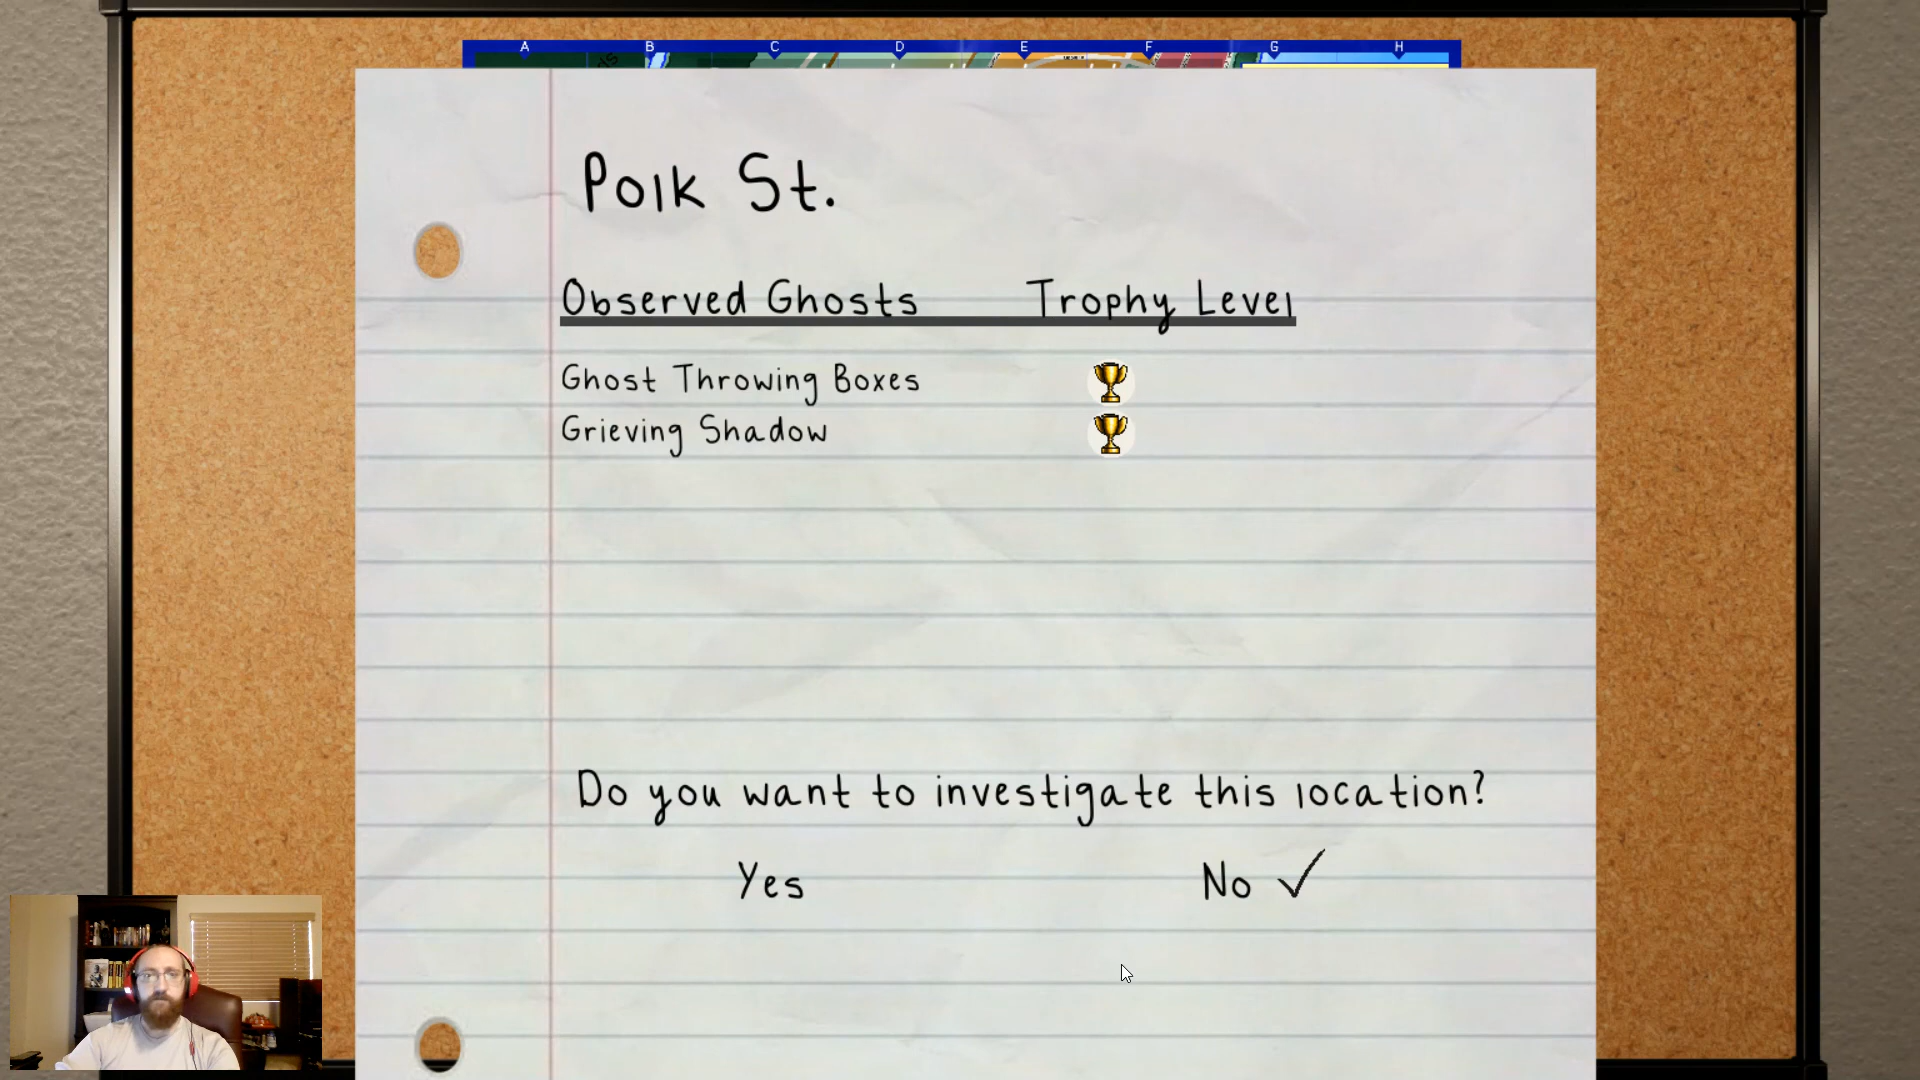 A B C D E F G H
Polk St.
Observed Ghosts Trophy Level
Ghost Throwing Boxes
Grieving Shadow
Do you want to investigate this location?
Yes No ✓